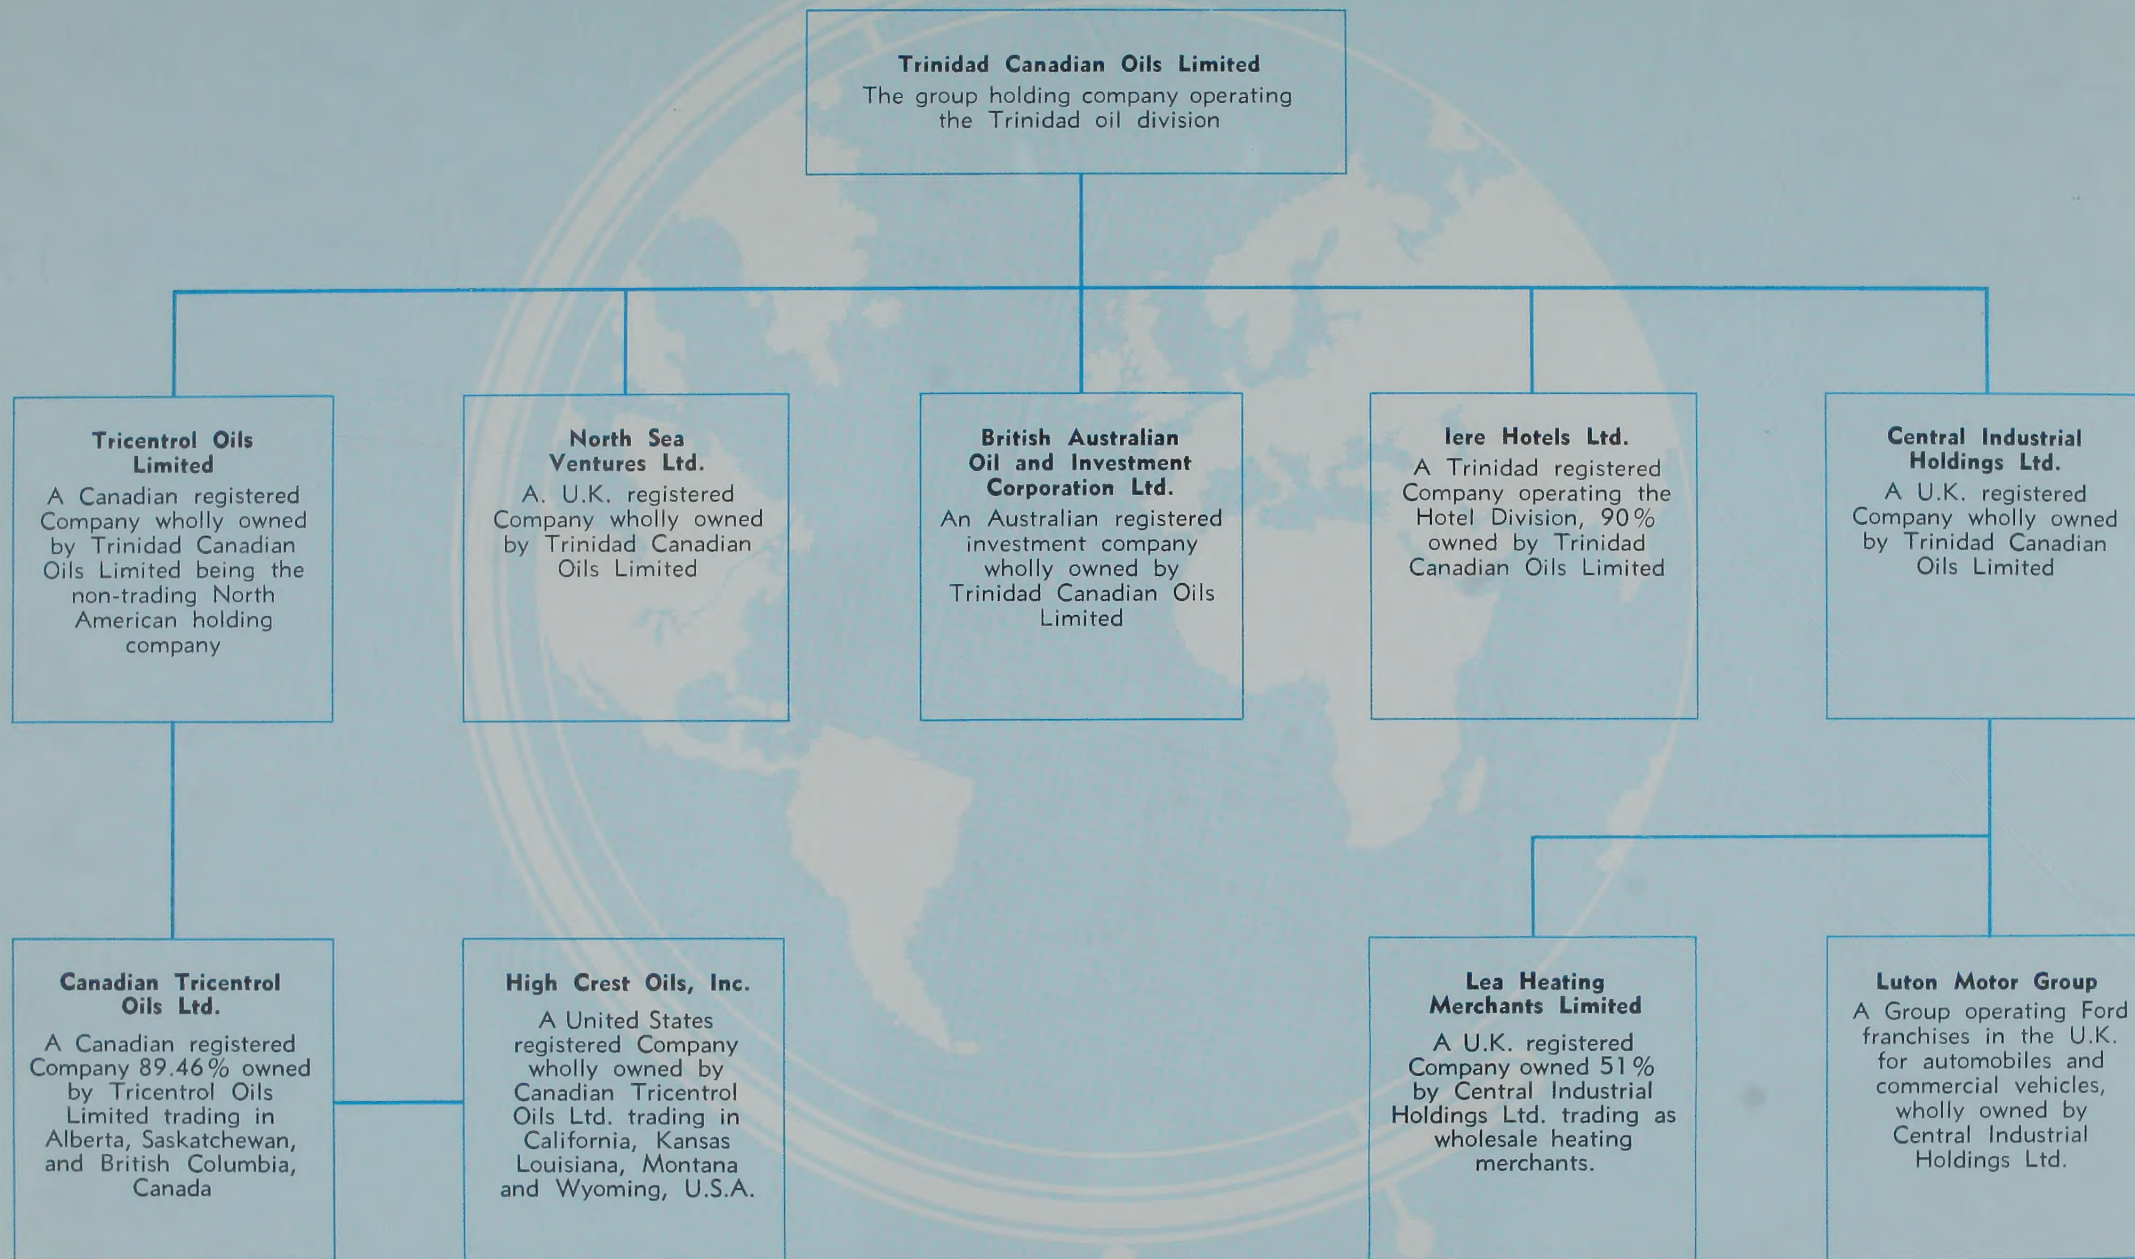 Trinidad Canadian Oils Limited
The group holding company operating
the Trinidad oil division
Tricentrol Oils
Limited
A Canadian registered
Company wholly owned
by Trinidad Canadian
Oils Limited being the
non-trading North
American holding
company
North Sea
Ventures Ltd.
A. U.K. registered
Company wholly owned
by Trinidad Canadian
Oils Limited
British Australian
Oil and Investment
Corporation Ltd.
An Australian registered
investment company
wholly owned by
Trinidad Canadian Oils
Limited
Iere Hotels Ltd.
A Trinidad registered
Company operating the
Hotel Division, 90%
owned by Trinidad
Canadian Oils Limited
Central Industrial
Holdings Ltd.
A U.K. registered
Company wholly owned
by Trinidad Canadian
Oils Limited
Canadian Tricentrol
Oils Ltd.
A Canadian registered
Company 89.46% owned
by Tricentrol Oils
Limited trading in
Alberta, Saskatchewan,
and British Columbia,
Canada
High Crest Oils, Inc.
A United States
registered Company
wholly owned by
Canadian Tricentrol
Oils Ltd. trading in
California, Kansas
Louisiana, Montana
and Wyoming, U.S.A.
Lea Heating
Merchants Limited
A U.K. registered
Company owned 51%
by Central Industrial
Holdings Ltd. trading as
wholesale heating
merchants.
Luton Motor Group
A Group operating Ford
franchises in the U.K.
for automobiles and
commercial vehicles,
wholly owned by
Central Industrial
Holdings Ltd.